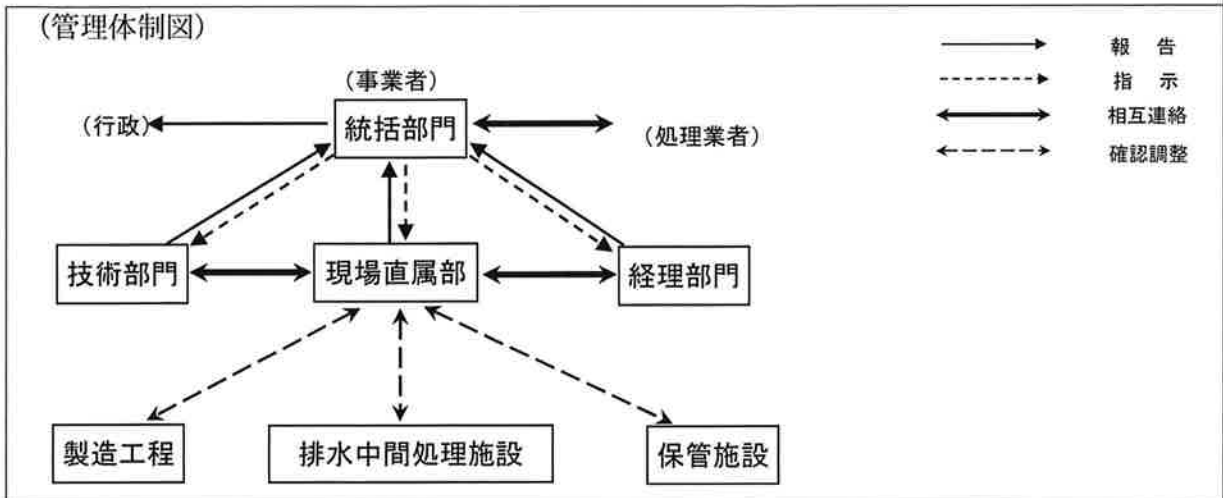 (管理体制図)
報 告
(事業者)
指 示
(行政)
統括部門
相互連絡
(処理業者)
確認調整
技術部門
現場直属部
経理部門
製造工程
排水中間処理施設
保管施設